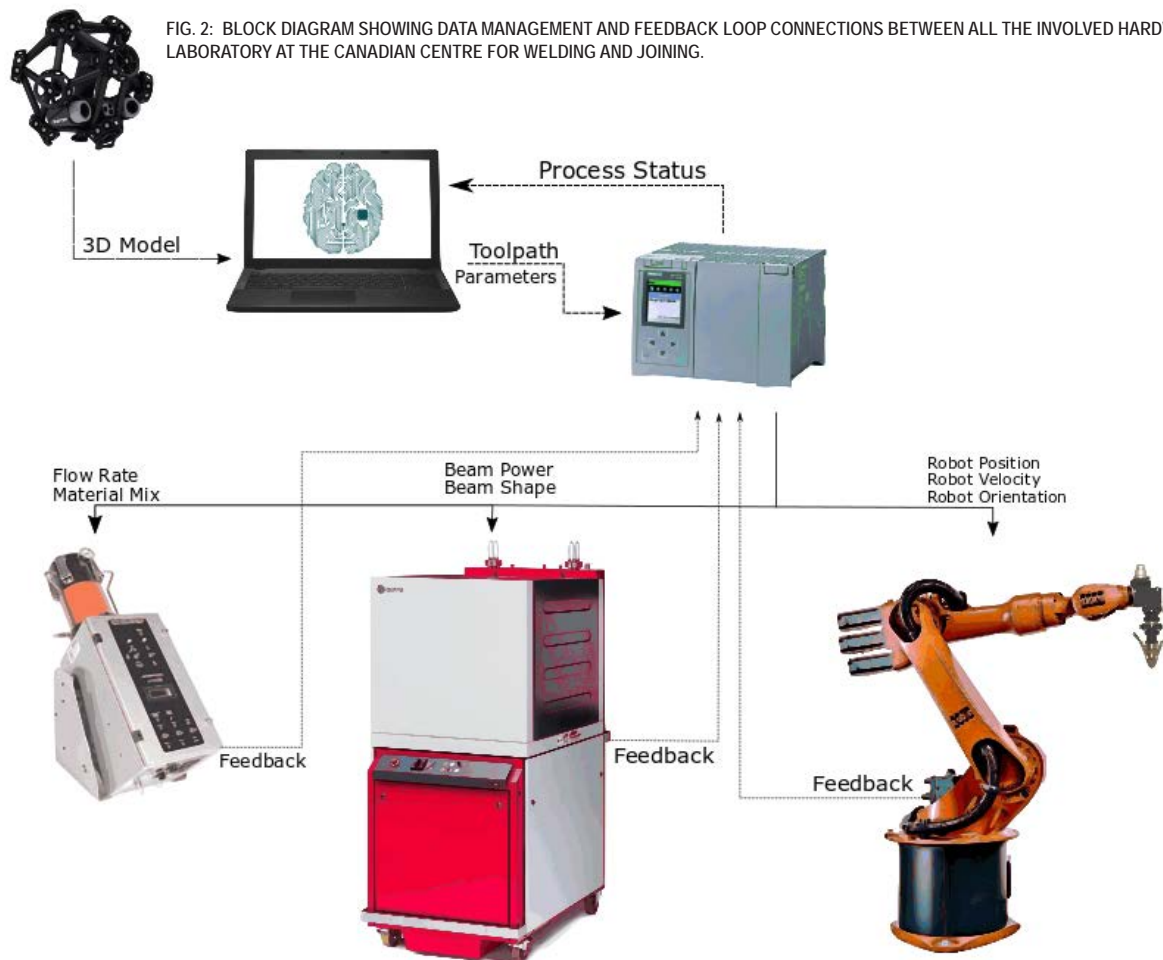 FIG. 2: BLOCK DIAGRAM SHOWING DATA MANAGEMENT AND FEEDBACK LOOP CONNECTIONS BETWEEN ALL THE INVOLVED HARD
LABORATORY AT THE CANADIAN CENTRE FOR WELDING AND JOINING.
Process Status
3D Model
Toolpath
Parameters
Flow Rate
Material Mix
Beam Power
Beam Shape
Robot Position
Robot Velocity
Robot Orientation
Feedback
Feedback
Feedback